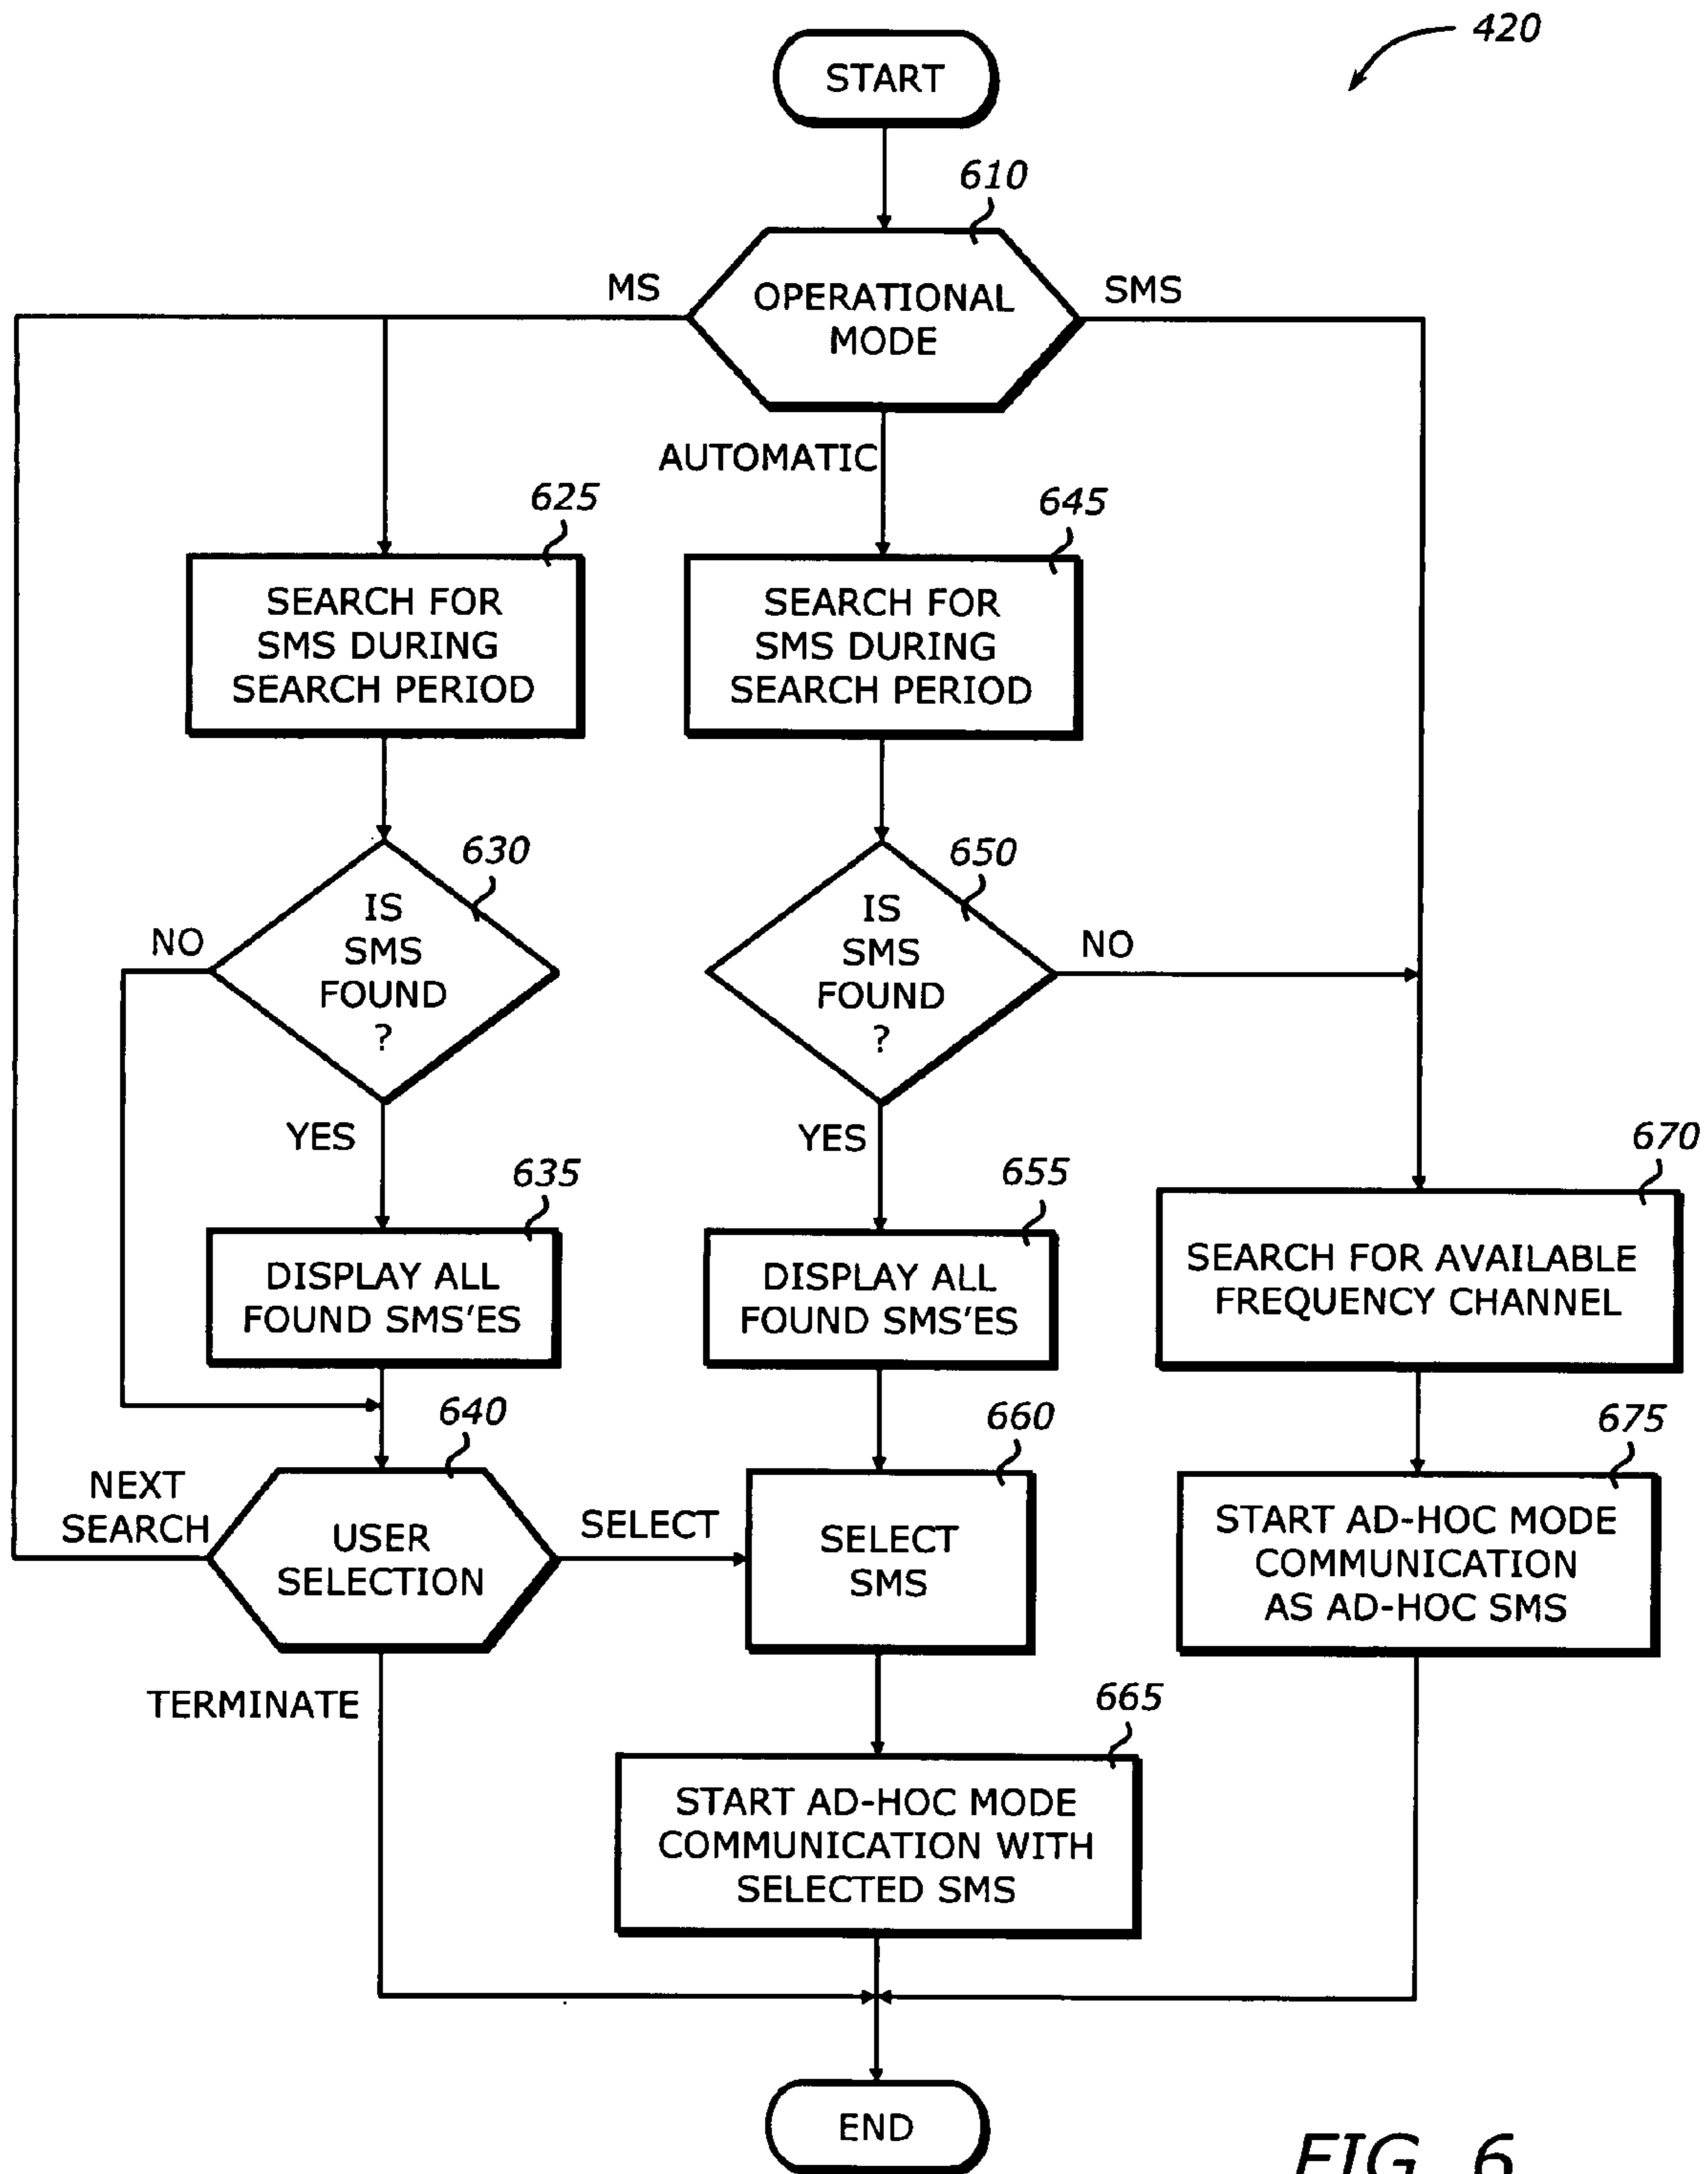 420
START
610
MS
OPERATIONAL
MODE
SMS
AUTOMATIC
625
645
SEARCH FOR
SMS DURING
SEARCH PERIOD
SEARCH FOR
SMS DURING
SEARCH PERIOD
630
650
NO
IS
SMS
FOUND
?
IS
SMS
FOUND
?
NO
YES
YES
635
655
670
DISPLAY ALL
FOUND SMS'ES
DISPLAY ALL
FOUND SMS'ES
SEARCH FOR AVAILABLE
FREQUENCY CHANNEL
640
660
675
NEXT
SEARCH
USER
SELECTION
SELECT
SELECT
SMS
START AD-HOC MODE
COMMUNICATION
AS AD-HOC SMS
TERMINATE
665
START AD-HOC MODE
COMMUNICATION WITH
SELECTED SMS
END
FIG. 6